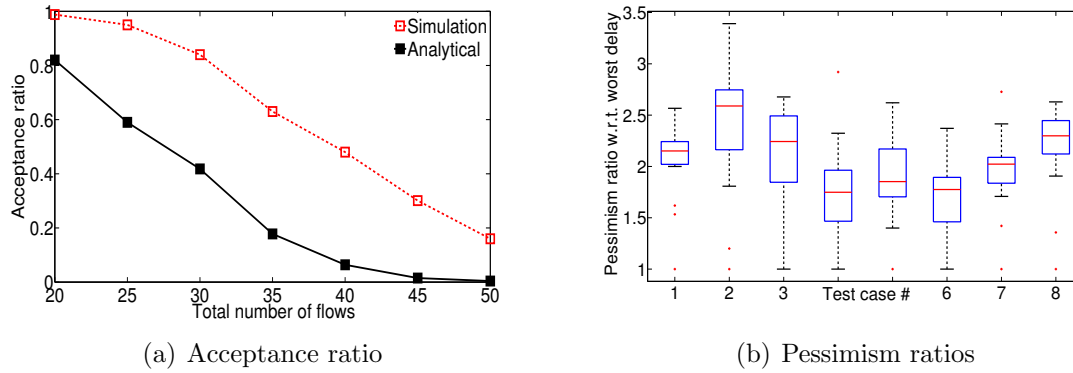 1
0.8
0.6
0.4
0.2
0
Acceptance ratio
Simulation
Analytical
20 25 30 35 40 45 50
Total number of flows
(a) Acceptance ratio
3.5
3
2.5
2
1.5
1
Pessimism ratio w.r.t. worst delay
1 2 3 Test case # 6 7 8
(b) Pessimism ratios